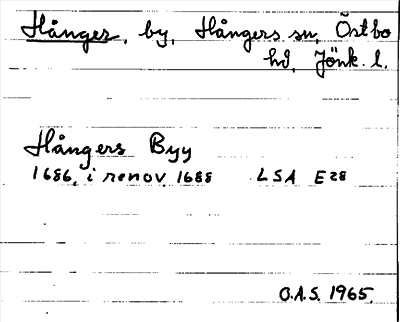 Hånger, by, Hångers sn, Östbo
hd, Jönk. l.
Hångers Byy
1686, i renov. 1688 LSA E28
O.A.S. 1965.